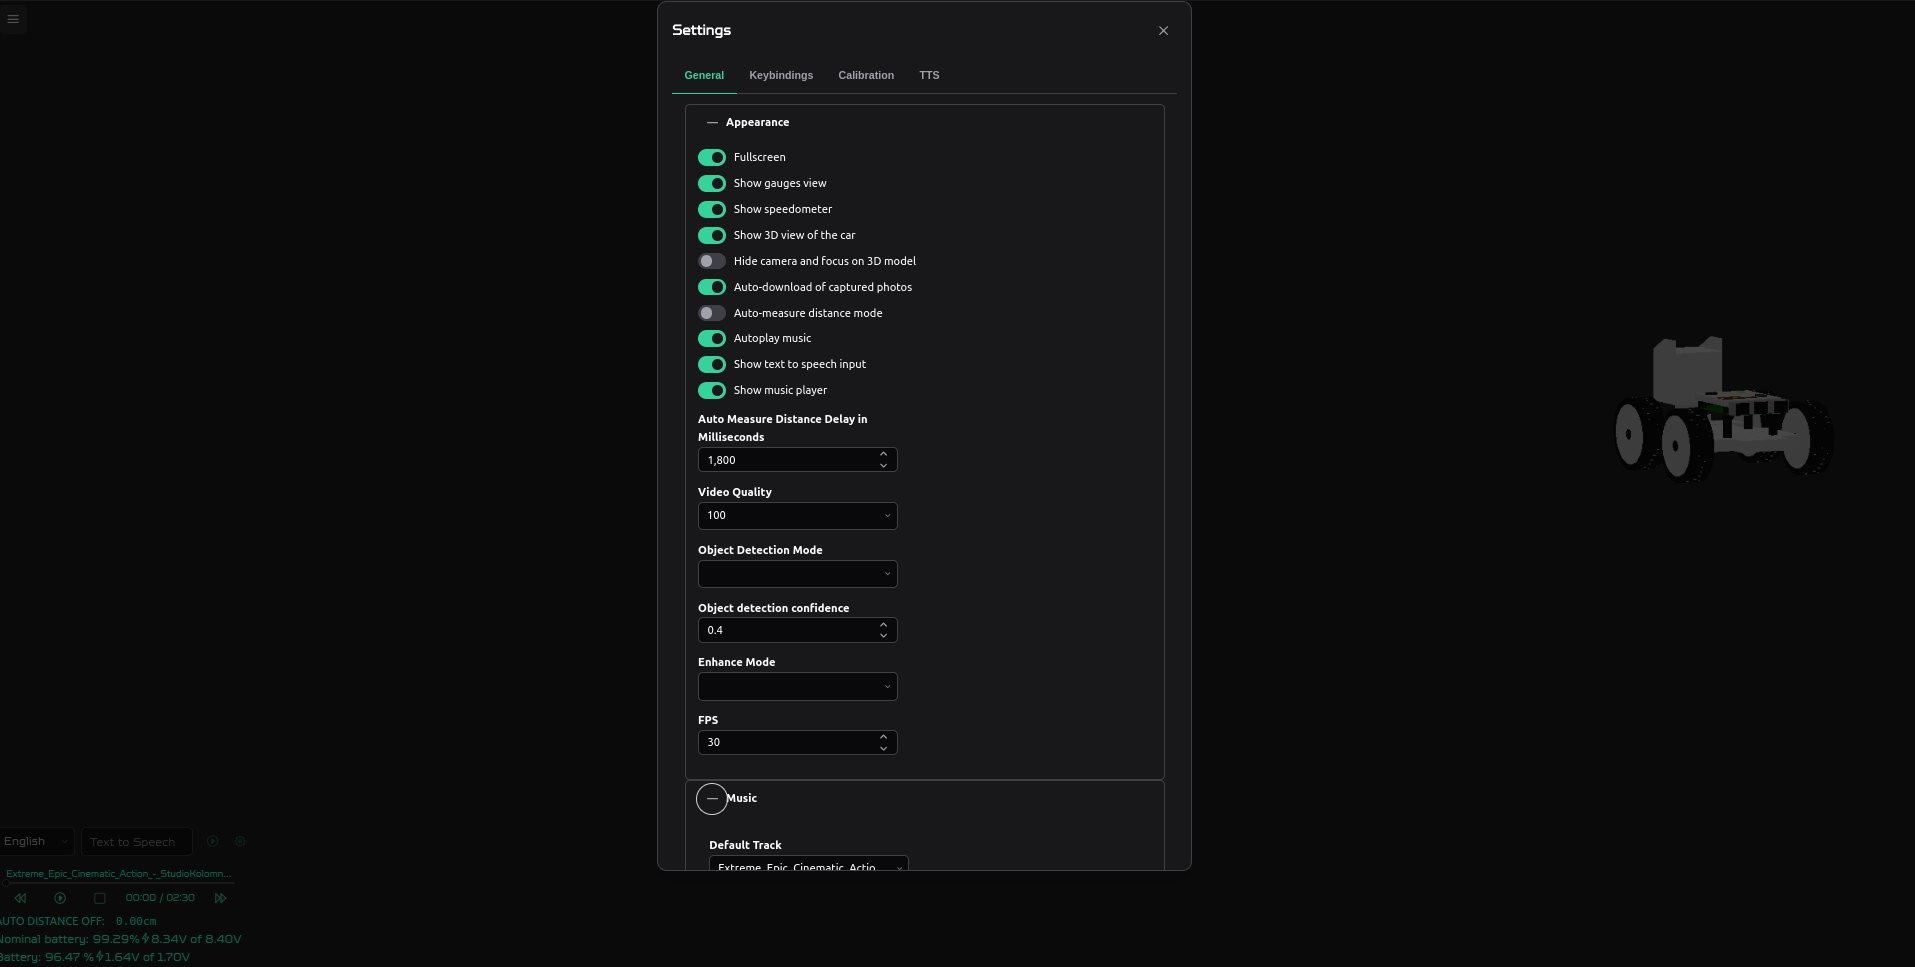 Settings
General Keybindings Calibration TTS
Appearance
Fullscreen
Show gauges view
Show speedometer
Show 3D view of the car
Hide camera and focus on 3D model
Auto-download of captured photos
Auto-measure distance mode
Autoplay music
Show text to speech input
Show music player
Auto Measure Distance Delay in
Milliseconds
1,800
Video Quality
100
Object Detection Mode
Object detection confidence
0.4
Enhance Mode
FPS
30
Music
Default Track
Extreme_Epic_Cinematic_Actio
English Text to Speech
Extreme_Epic_Cinematic_Action_-_StudioKolomn...
00:00 / 02:30
AUTO DISTANCE OFF: 0.00cm
Nominal battery: 99.29% 8.34V of 8.40V
Battery: 96.47 % 1.64V of 1.70V